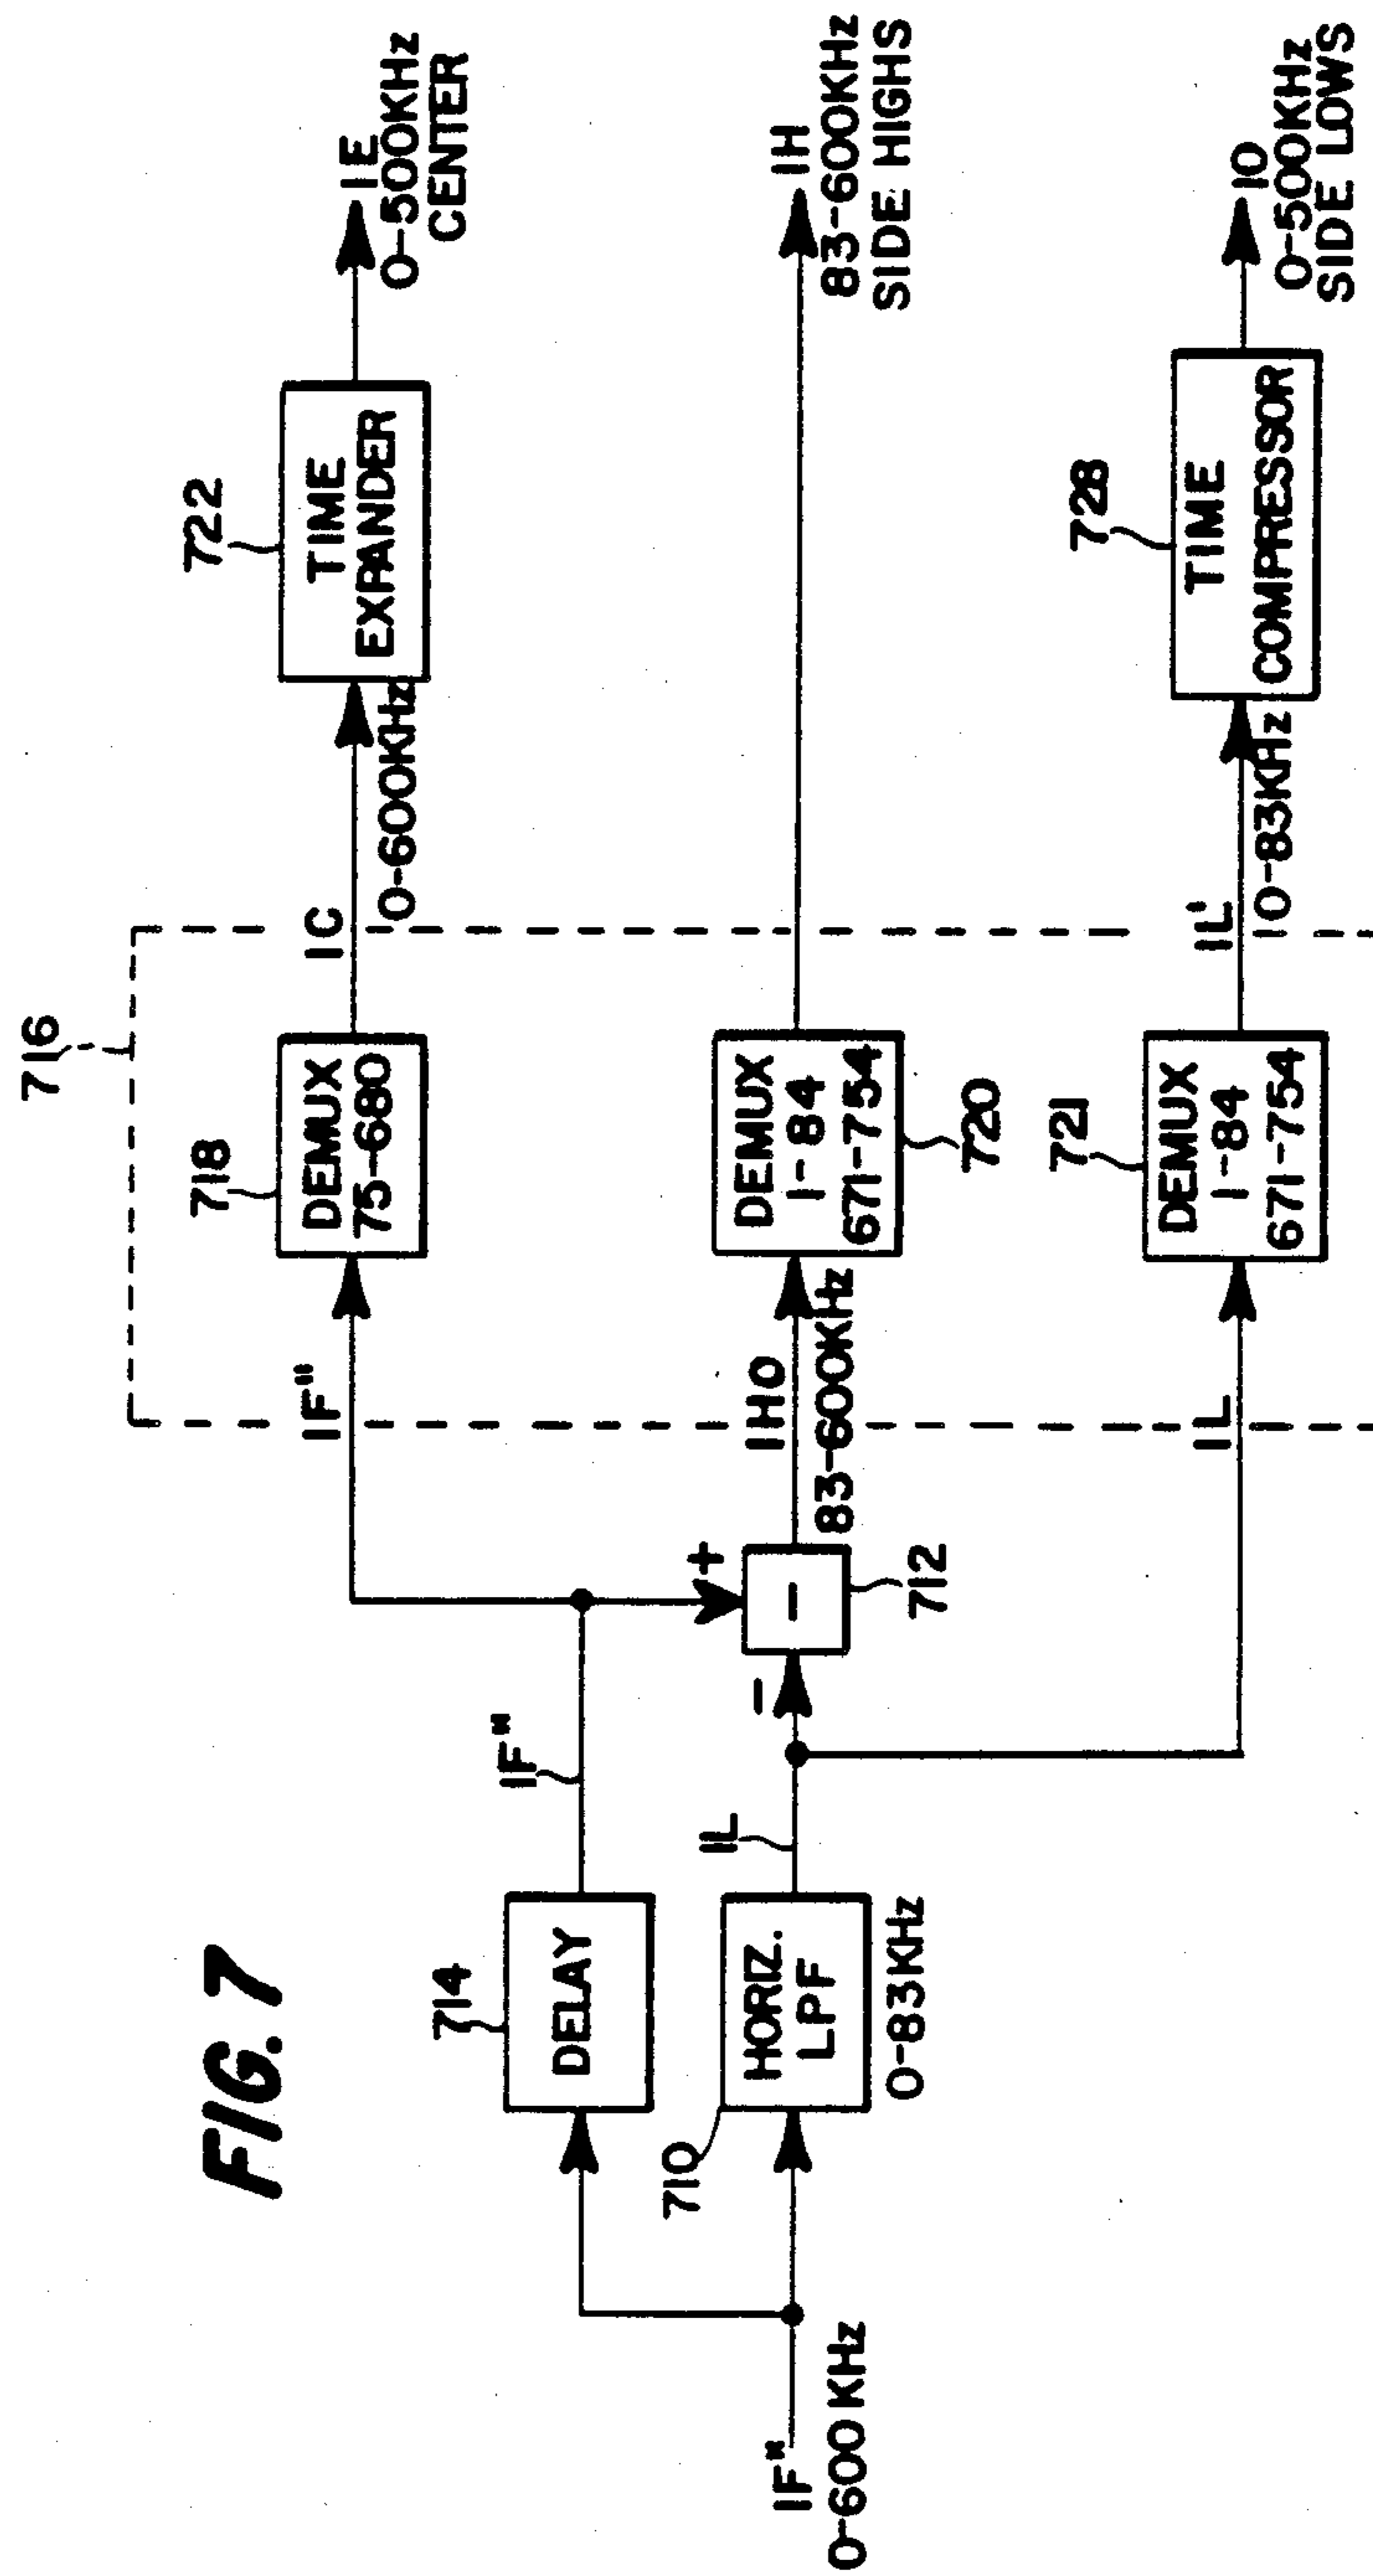 FIG. 7
716
IF"
0-600 KHz
714
DELAY
IF"
710
HORIZ.
LPF
0-83KHz
IL
+
−
−
712
IF"
IHO
83-600KHz
IL
718
DEMUX
75-680
DEMUX
1-84
671-754
720
721
DEMUX
1-84
671-754
IC
0-600KHz
IL'
0-83KHz
722
TIME
EXPANDER
728
TIME
COMPRESSOR
IE
0-500KHz
CENTER
IH
83-600KHz
SIDE HIGHS
IO
0-500KHz
SIDE LOWS